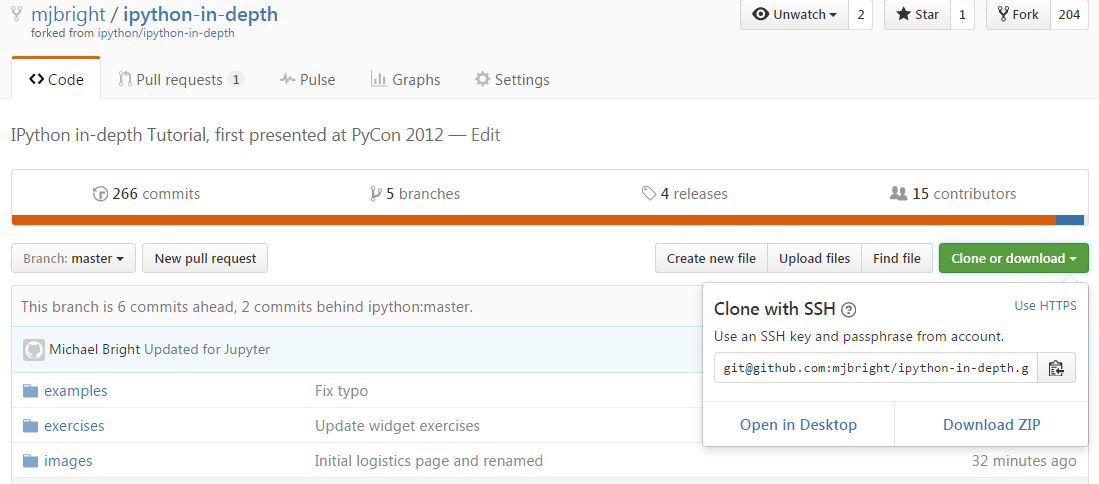 mjbright / ipython-in-depth
forked from ipython/ipython-in-depth
Unwatch 2 Star 1 Fork 204
Code Pull requests 1 Pulse Graphs Settings
IPython in-depth Tutorial, first presented at PyCon 2012 — Edit
266 commits 5 branches 4 releases 15 contributors
Branch: master New pull request Create new file Upload files Find file Clone or download
This branch is 6 commits ahead, 2 commits behind ipython:master.
Clone with SSH Use HTTPS
Use an SSH key and passphrase from account.
git@github.com:mjbright/ipython-in-depth.g
Open in Desktop Download ZIP
Michael Bright Updated for Jupyter
examples Fix typo
exercises Update widget exercises
images Initial logistics page and renamed 32 minutes ago